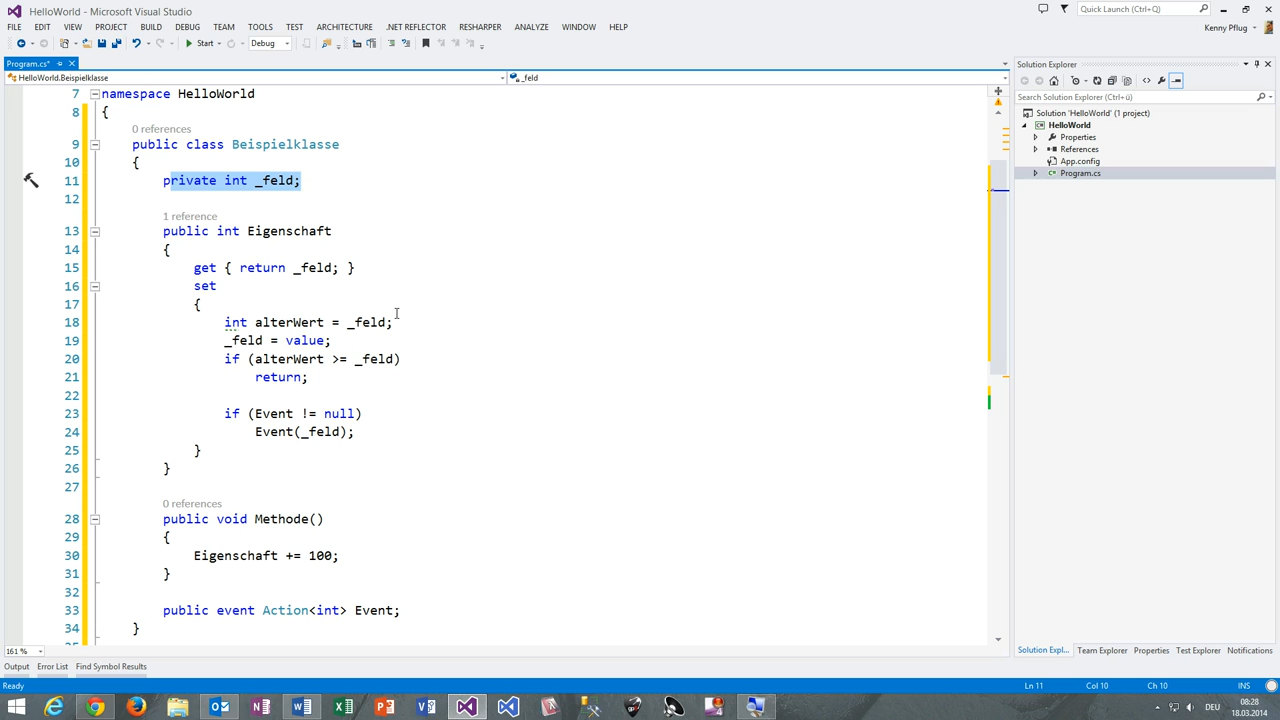 HelloWorld - Microsoft Visual Studio
Quick Launch (Ctrl+Q)
FILE EDIT VIEW PROJECT BUILD DEBUG TEAM TOOLS TEST ARCHITECTURE .NET REFLECTOR RESHARPER ANALYZE WINDOW HELP
Kenny Pflug
Start Debug
Program.cs*
HelloWorld.Beispielklasse
_feld
7 namespace HelloWorld
8 {
0 references
9 public class Beispielklasse
10 {
11 private int _feld;
12
1 reference
13 public int Eigenschaft
14 {
15 get { return _feld; }
16 set
17 {
18 int alterWert = _feld;
19 _feld = value;
20 if (alterWert >= _feld)
21 return;
22
23 if (Event != null)
24 Event(_feld);
25 }
26 }
27
0 references
28 public void Methode()
29 {
30 Eigenschaft += 100;
31 }
32
33 public event Action<int> Event;
34 }
161 %
Solution Explorer
Search Solution Explorer (Ctrl+ü)
Solution 'HelloWorld' (1 project)
HelloWorld
Properties
References
App.config
Program.cs
Solution Expl... Team Explorer Properties Test Explorer Notifications
Output Error List Find Symbol Results
Ready
Ln 11 Col 10 Ch 10 INS
08:28
18.03.2014